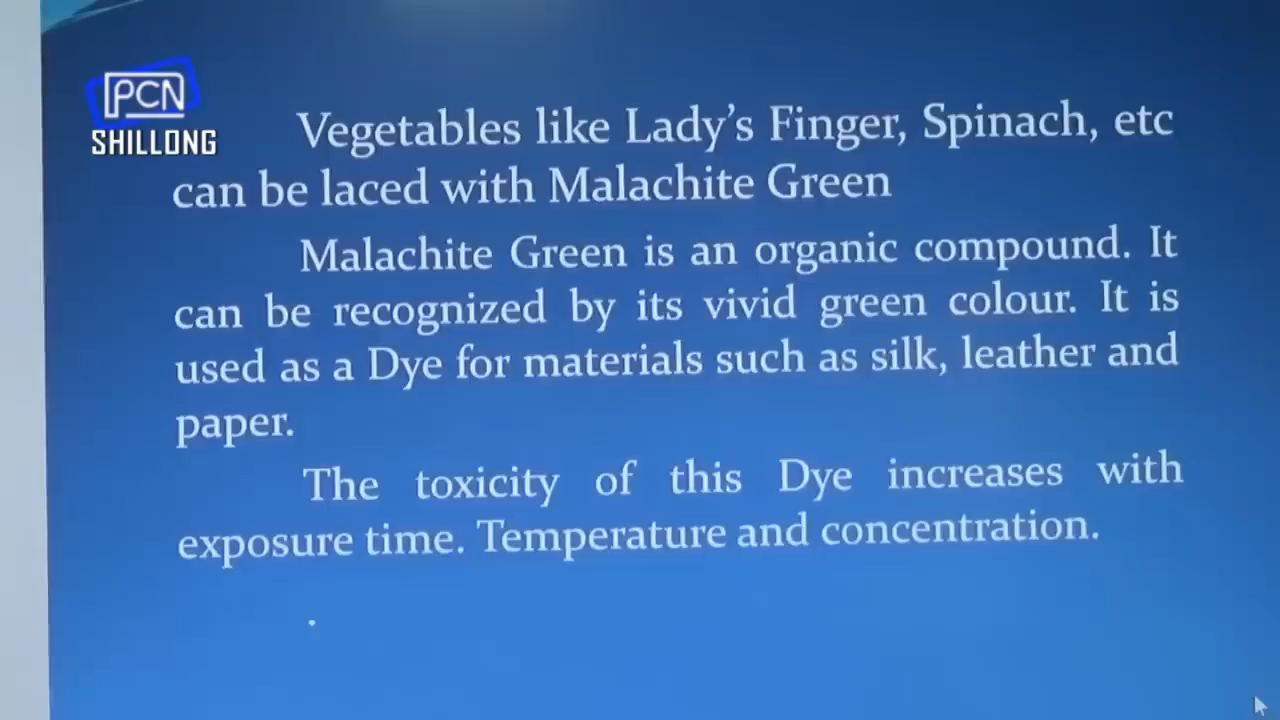 PCN
SHILLONG
Vegetables like Lady's Finger, Spinach, etc
can be laced with Malachite Green
Malachite Green is an organic compound. It
can be recognized by its vivid green colour. It is
used as a Dye for materials such as silk, leather and
paper.
The toxicity of this Dye increases with
exposure time. Temperature and concentration.
.